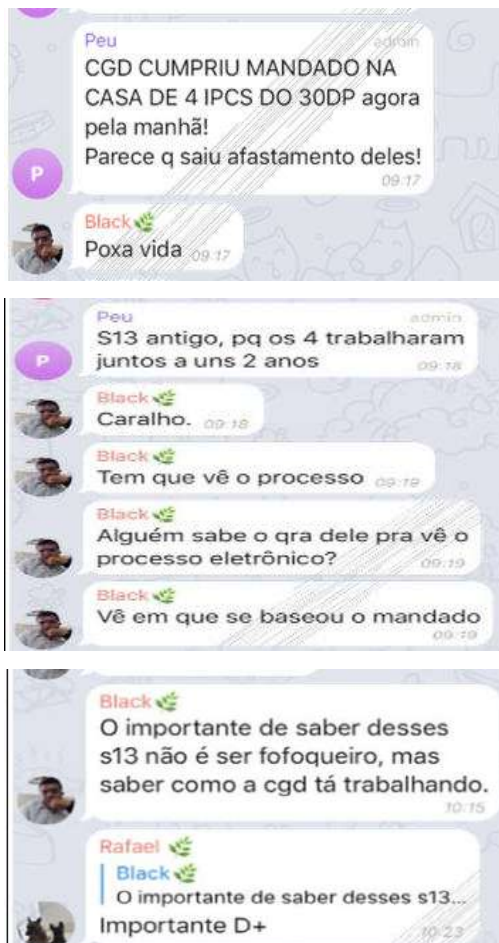 Peu admin
CGD CUMPRIU MANDADO NA
CASA DE 4 IPCS DO 30DP agora
pela manhã!
Parece q saiu afastamento deles!
09:17
P
Black🌿
Poxa vida 09:17
Peu admin
S13 antigo, pq os 4 trabalharam
juntos a uns 2 anos 09:18
P
Black🌿
Caralho. 09:18
Black🌿
Tem que vê o processo 09:19
Black🌿
Alguém sabe o qra dele pra vê o
processo eletrônico? 09:19
Black🌿
Vê em que se baseou o mandado
09:19
Black🌿
O importante de saber desses
s13 não é ser fofoqueiro, mas
saber como a cgd tá trabalhando.
10:15
Rafael 🌿
Black🌿
O importante de saber desses s13...
Importante D+ 10:23